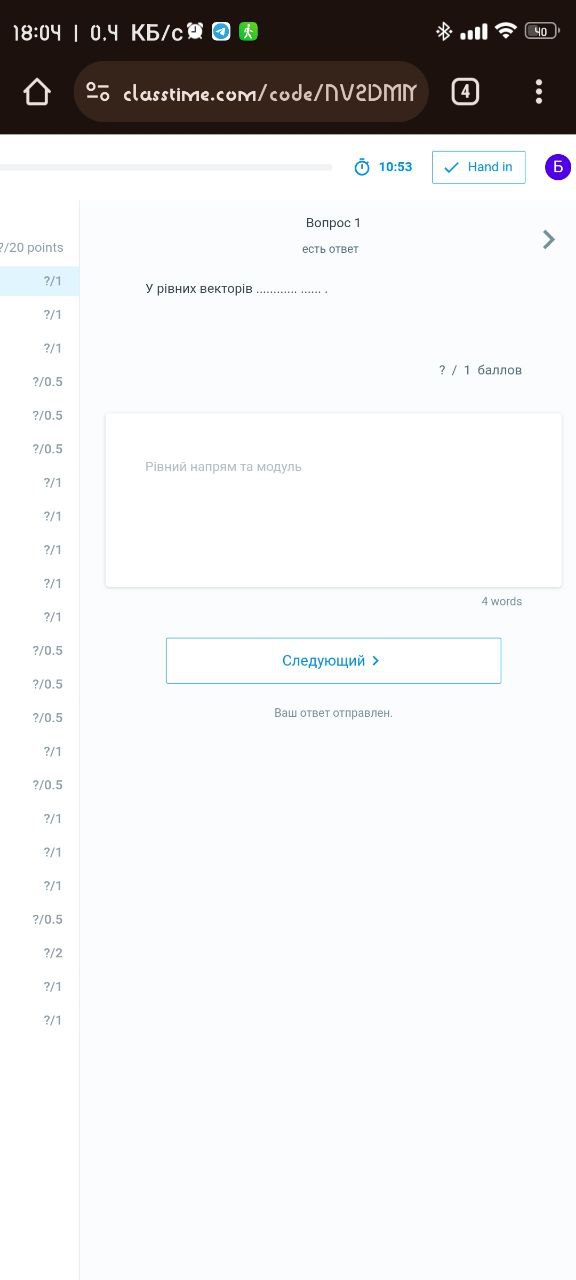 18:04 | 0.4 КБ/с 40
classtime.com/code/NV2DMM 4
10:53 Hand in Б
?/20 points
Вопрос 1
есть ответ
?/1
У рівних векторів ............ ...... .
?/1
?/1
? / 1 баллов
?/0.5
?/0.5
?/0.5
Рівний напрям та модуль
?/1
?/1
?/1
?/1
4 words
?/1
?/0.5
Следующий
?/0.5
?/0.5
Ваш ответ отправлен.
?/1
?/0.5
?/1
?/1
?/1
?/0.5
?/2
?/1
?/1